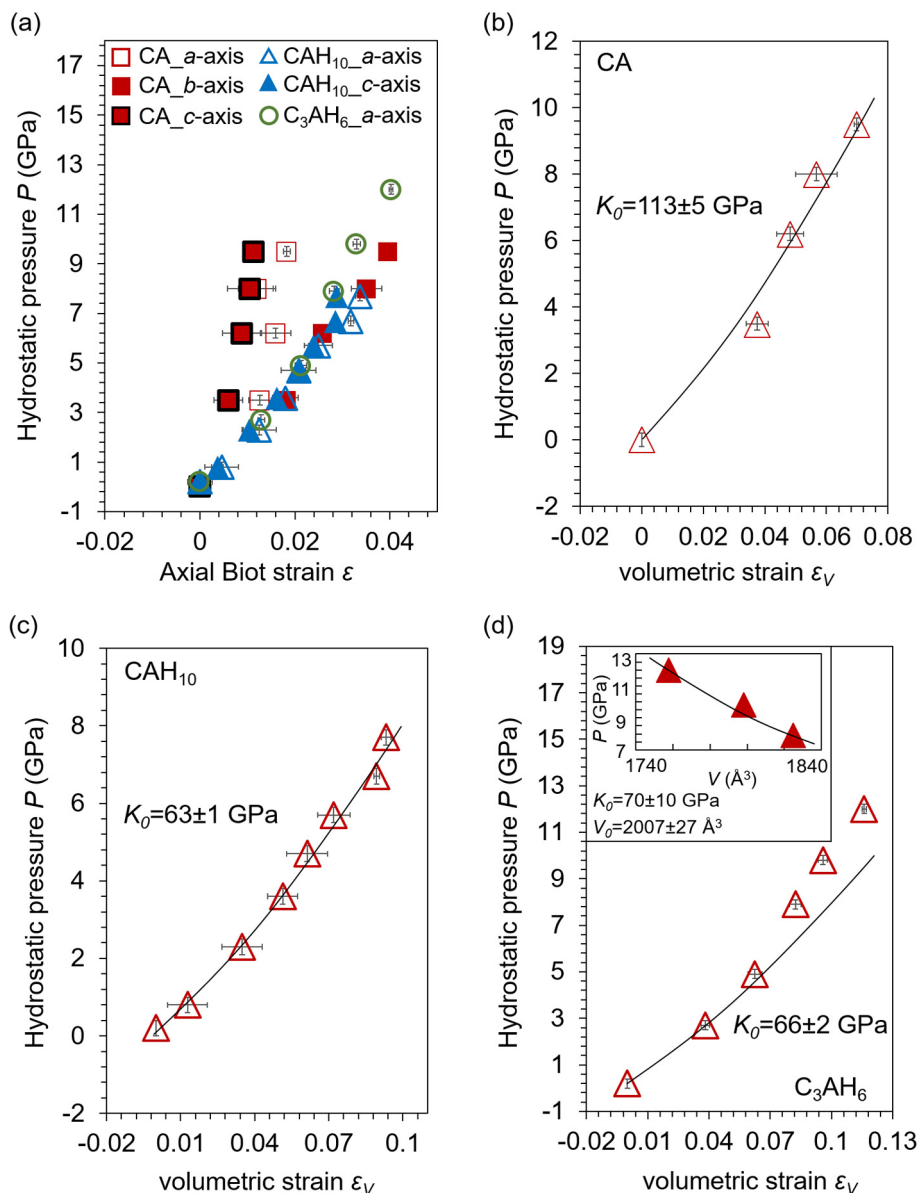 (a)
17
15
13
11
9
7
5
3
1
-1
-0.02
0
0.02
0.04
Hydrostatic pressure P (GPa)
Axial Biot strain ε
CA_a-axis
CAH₁₀_a-axis
CA_b-axis
CAH₁₀_c-axis
CA_c-axis
C₃AH₆_a-axis
(b)
CA
12
10
8
6
4
2
0
-2
-0.02
0
0.02
0.04
0.06
0.08
Hydrostatic pressure P (GPa)
K₀=113±5 GPa
volumetric strain εV
(c)
CAH₁₀
10
8
6
4
2
0
-2
-0.02
0.01
0.04
0.07
0.1
Hydrostatic pressure P (GPa)
K₀=63±1 GPa
volumetric strain εV
(d)
19
17
15
13
11
9
7
5
3
1
-1
-0.02
0.01
0.04
0.07
0.1
0.13
Hydrostatic pressure P (GPa)
13
11
9
7
P (GPa)
1740
V (Å³)
1840
K₀=70±10 GPa
V₀=2007±27 Å³
K₀=66±2 GPa
C₃AH₆
volumetric strain εV